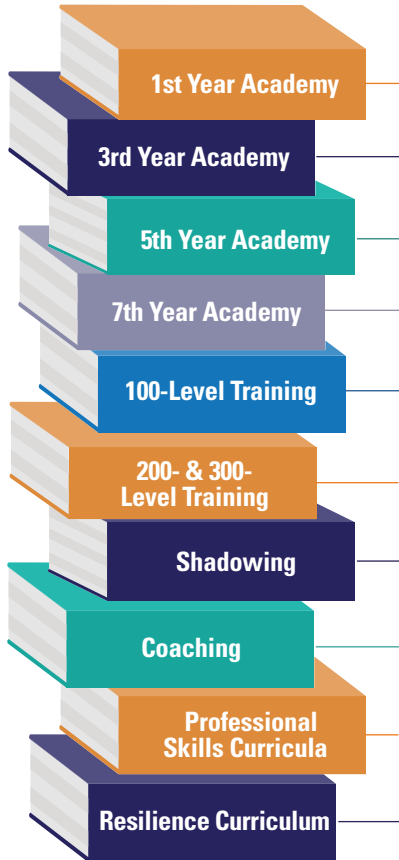 1st Year Academy
3rd Year Academy
5th Year Academy
7th Year Academy
100-Level Training
200- & 300-
Level Training
Shadowing
Coaching
Professional
Skills Curricula
Resilience Curriculum